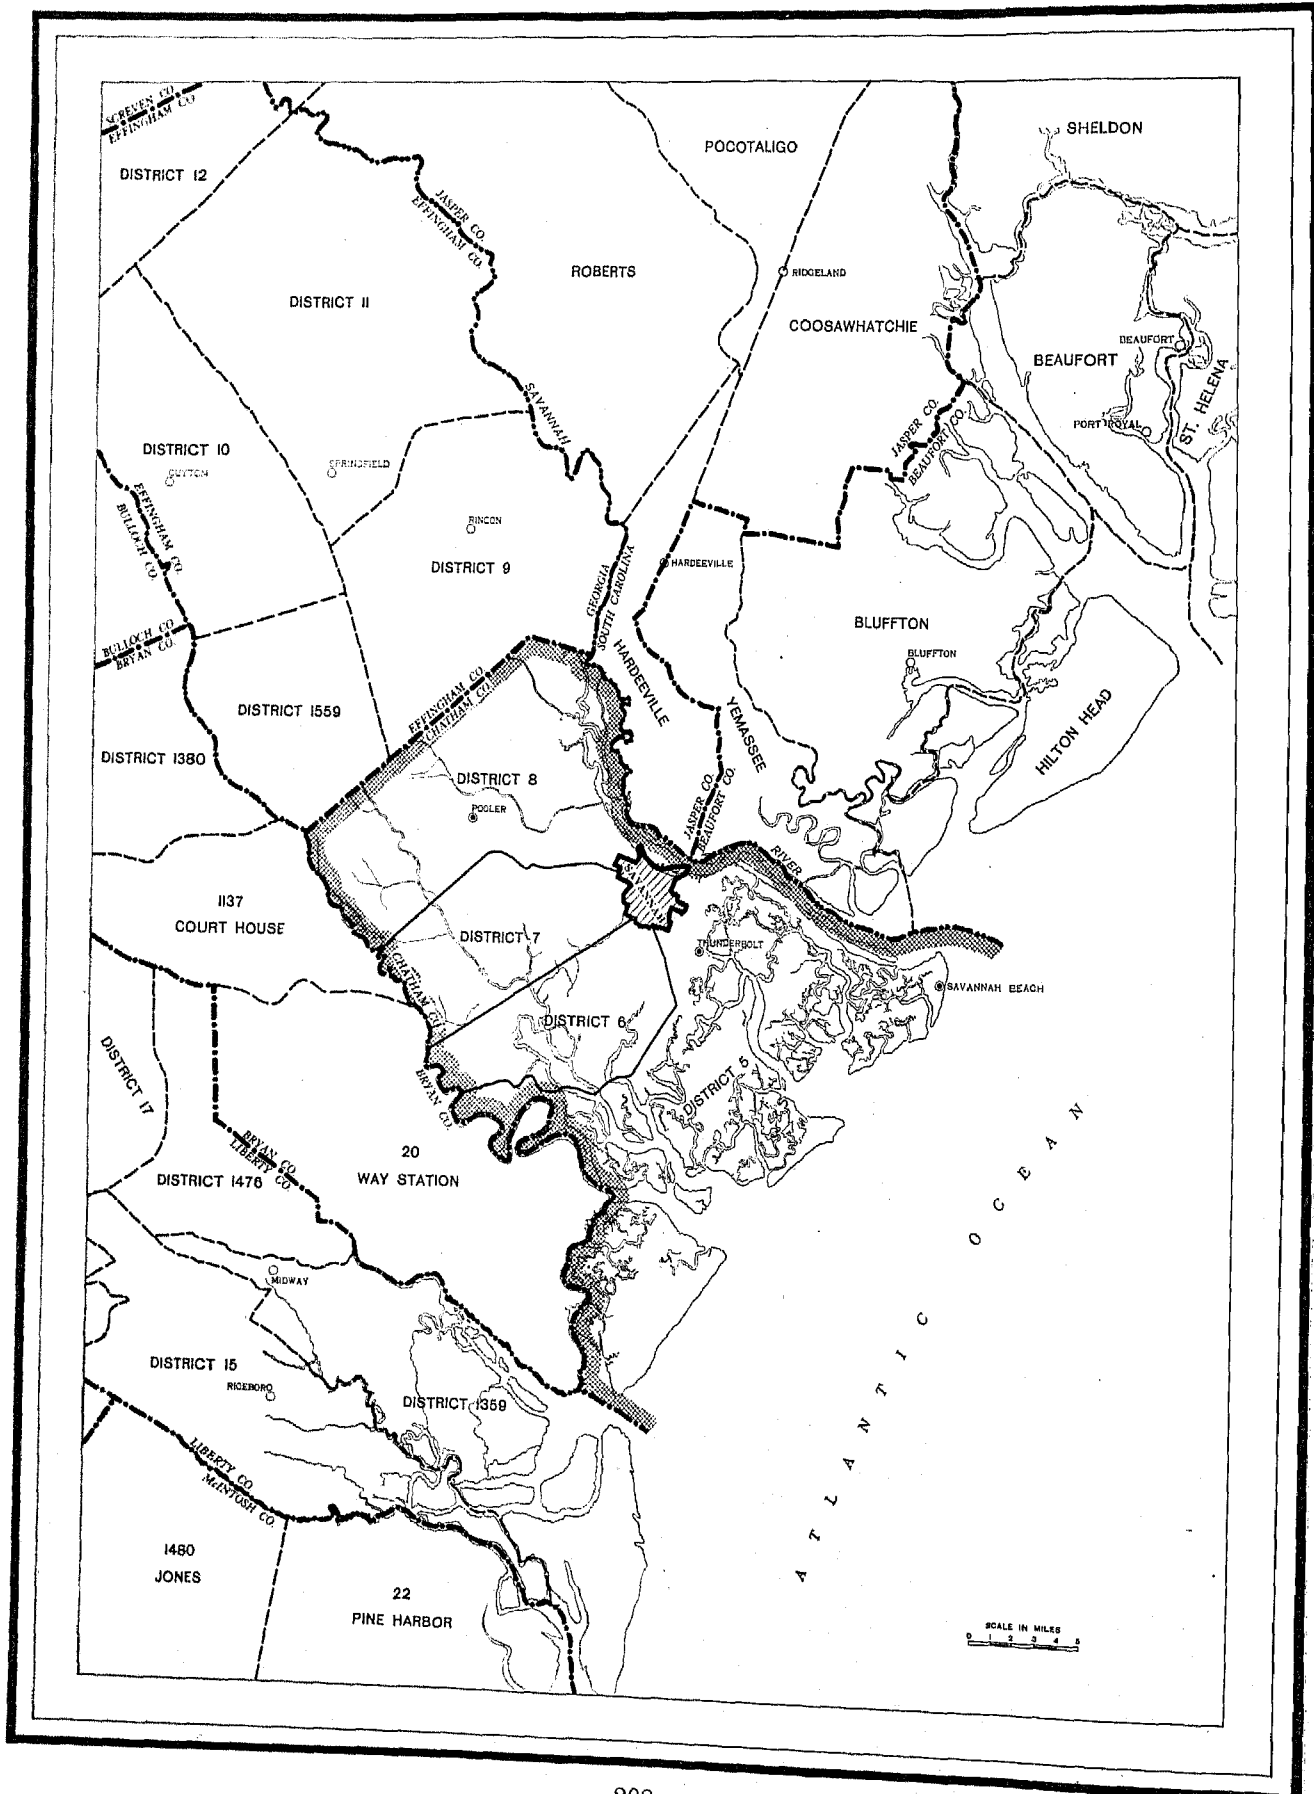 SCREVEN CO.
EFFINGHAM CO
DISTRICT 12
JASPER CO.
EFFINGHAM CO.
POCOTALIGO
SHELDON
DISTRICT 11
ROBERTS
RIDGELAND
COOSAWHATCHIE
BEAUFORT
BEAUFORT
ST. HELENA
PORT ROYAL
SAVANNAH
JASPER CO.
BEAUFORT CO.
DISTRICT 10
GUYTON
SPRINGFIELD
EFFINGHAM CO.
BULLOCH CO.
RINCON
DISTRICT 9
GEORGIA
SOUTH CAROLINA
HARDEEVILLE
HARDEEVILLE
BULLOCH CO
BRYAN CO.
BLUFFTON
BLUFFTON
EFFINGHAM CO.
CHATHAM CO.
DISTRICT 1559
DISTRICT 1380
YEMASSEE
HILTON HEAD
DISTRICT 8
POOLER
JASPER CO.
BEAUFORT CO.
RIVER
1137
COURT HOUSE
DISTRICT 7
THUNDERBOLT
CHATHAM CO.
BRYAN CO.
SAVANNAH BEACH
DISTRICT 6
DISTRICT 5
DISTRICT 17
BRYAN CO.
LIBERTY CO.
20
WAY STATION
DISTRICT 1476
MIDWAY
DISTRICT 15
RICEBORO
DISTRICT 1359
LIBERTY CO.
McINTOSH CO.
1480
JONES
22
PINE HARBOR
ATLANTIC OCEAN
SCALE IN MILES
0 1 2 3 4 5